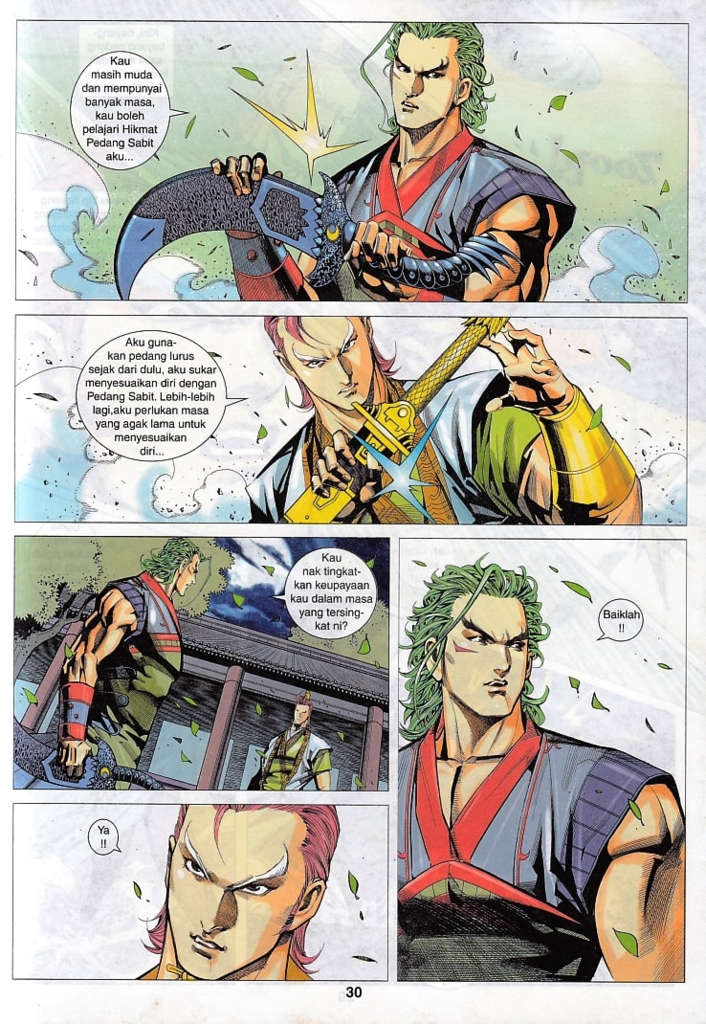 Kau
masih muda
dan mempunyai
banyak masa,
kau boleh
pelajari Hikmat
Pedang Sabit
aku...
Aku guna-
kan pedang lurus
sejak dari dulu, aku sukar
menyesuaikan diri dengan
Pedang Sabit. Lebih-lebih
lagi,aku perlukan masa
yang agak lama untuk
menyesuaikan
diri...
Kau
nak tingkat-
kan keupayaan
kau dalam masa
yang tersing-
kat ni?
Baiklah
!!
Ya
!!
30